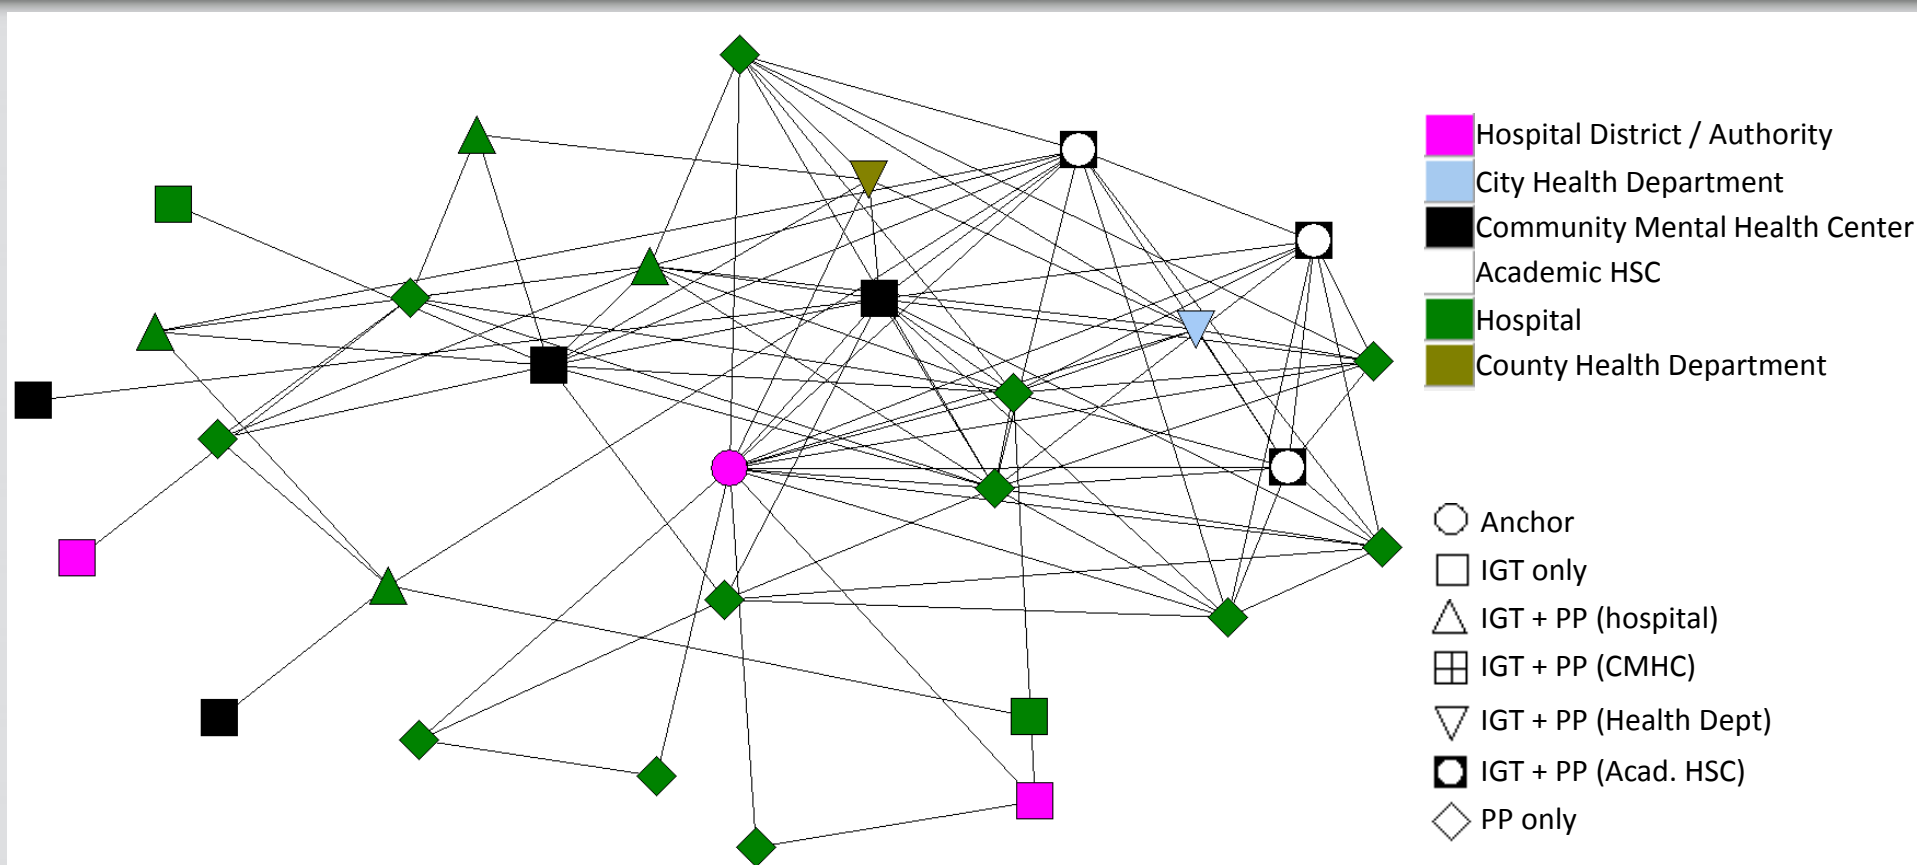 Hospital District / Authority
City Health Department
Community Mental Health Center
Academic HSC
Hospital
County Health Department
Anchor
IGT only
IGT + PP (hospital)
IGT + PP (CMHC)
IGT + PP (Health Dept)
IGT + PP (Acad. HSC)
PP only